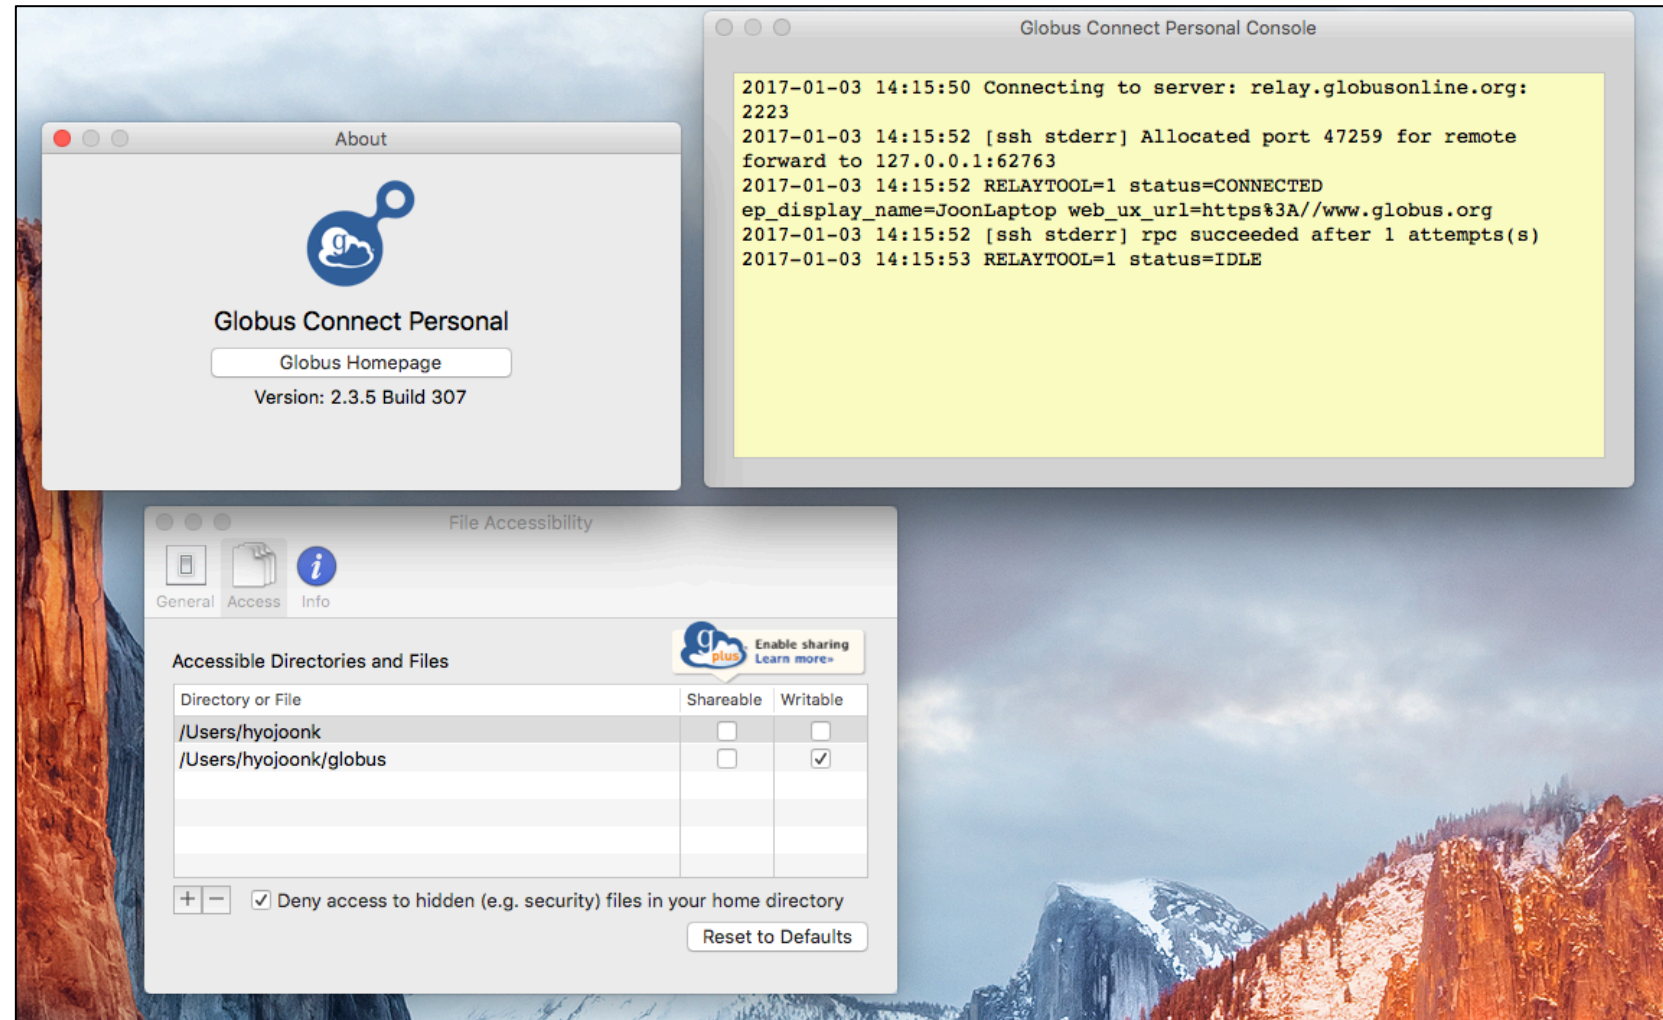 About
g
Globus Connect Personal
Globus Homepage
Version: 2.3.5 Build 307
Globus Connect Personal Console
2017-01-03 14:15:50 Connecting to server: relay.globusonline.org:
2223
2017-01-03 14:15:52 [ssh stderr] Allocated port 47259 for remote
forward to 127.0.0.1:62763
2017-01-03 14:15:52 RELAYTOOL=1 status=CONNECTED
ep_display_name=JoonLaptop web_ux_url=https%3A//www.globus.org
2017-01-03 14:15:52 [ssh stderr] rpc succeeded after 1 attempts(s)
2017-01-03 14:15:53 RELAYTOOL=1 status=IDLE
File Accessibility
General Access Info
g plus Enable sharing
Learn more»
Accessible Directories and Files
Directory or File Shareable Writable
/Users/hyojoonk
/Users/hyojoonk/globus
+ − Deny access to hidden (e.g. security) files in your home directory
Reset to Defaults